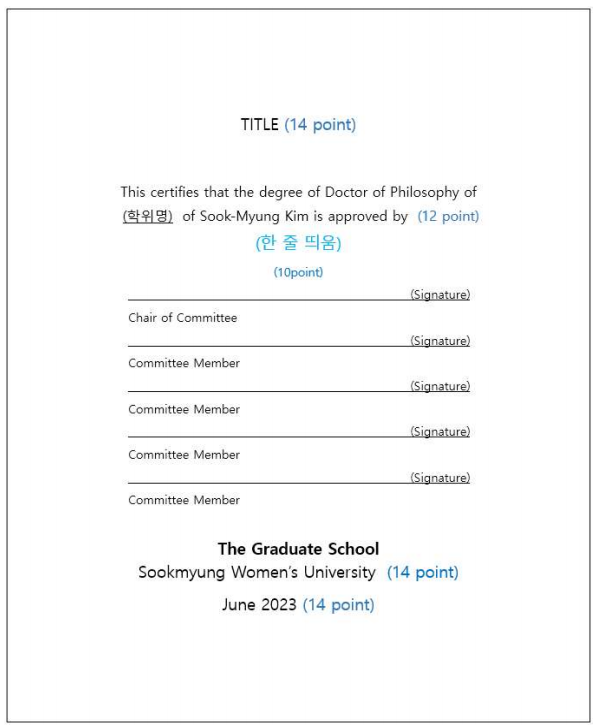 TITLE (14 point)
This certifies that the degree of Doctor of Philosophy of
(학위명) of Sook-Myung Kim is approved by (12 point)
(한 줄 띄움)
(10point)
(Signature)
Chair of Committee
(Signature)
Committee Member
(Signature)
Committee Member
(Signature)
Committee Member
(Signature)
Committee Member
The Graduate School
Sookmyung Women's University (14 point)
June 2023 (14 point)